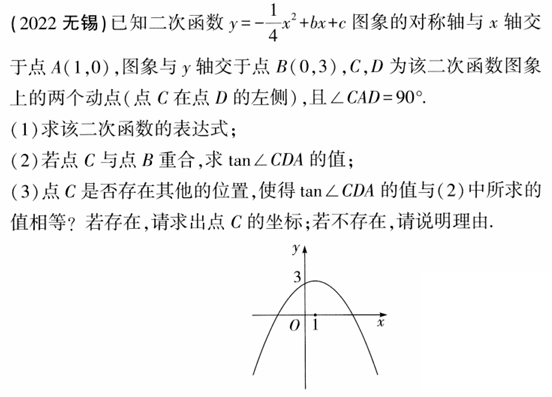 (2022 无锡)已知二次函数 y=-\frac{1}{4}x²+bx+c 图象的对称轴与 x 轴交
于点 A(1,0),图象与 y 轴交于点 B(0,3),C,D 为该二次函数图象
上的两个动点(点 C 在点 D 的左侧),且∠CAD=90°.
(1)求该二次函数的表达式;
(2)若点 C 与点 B 重合,求 tan∠CDA 的值;
(3)点 C 是否存在其他的位置,使得 tan∠CDA 的值与(2)中所求的
值相等? 若存在,请求出点 C 的坐标;若不存在,请说明理由.
y
3
O 1 x